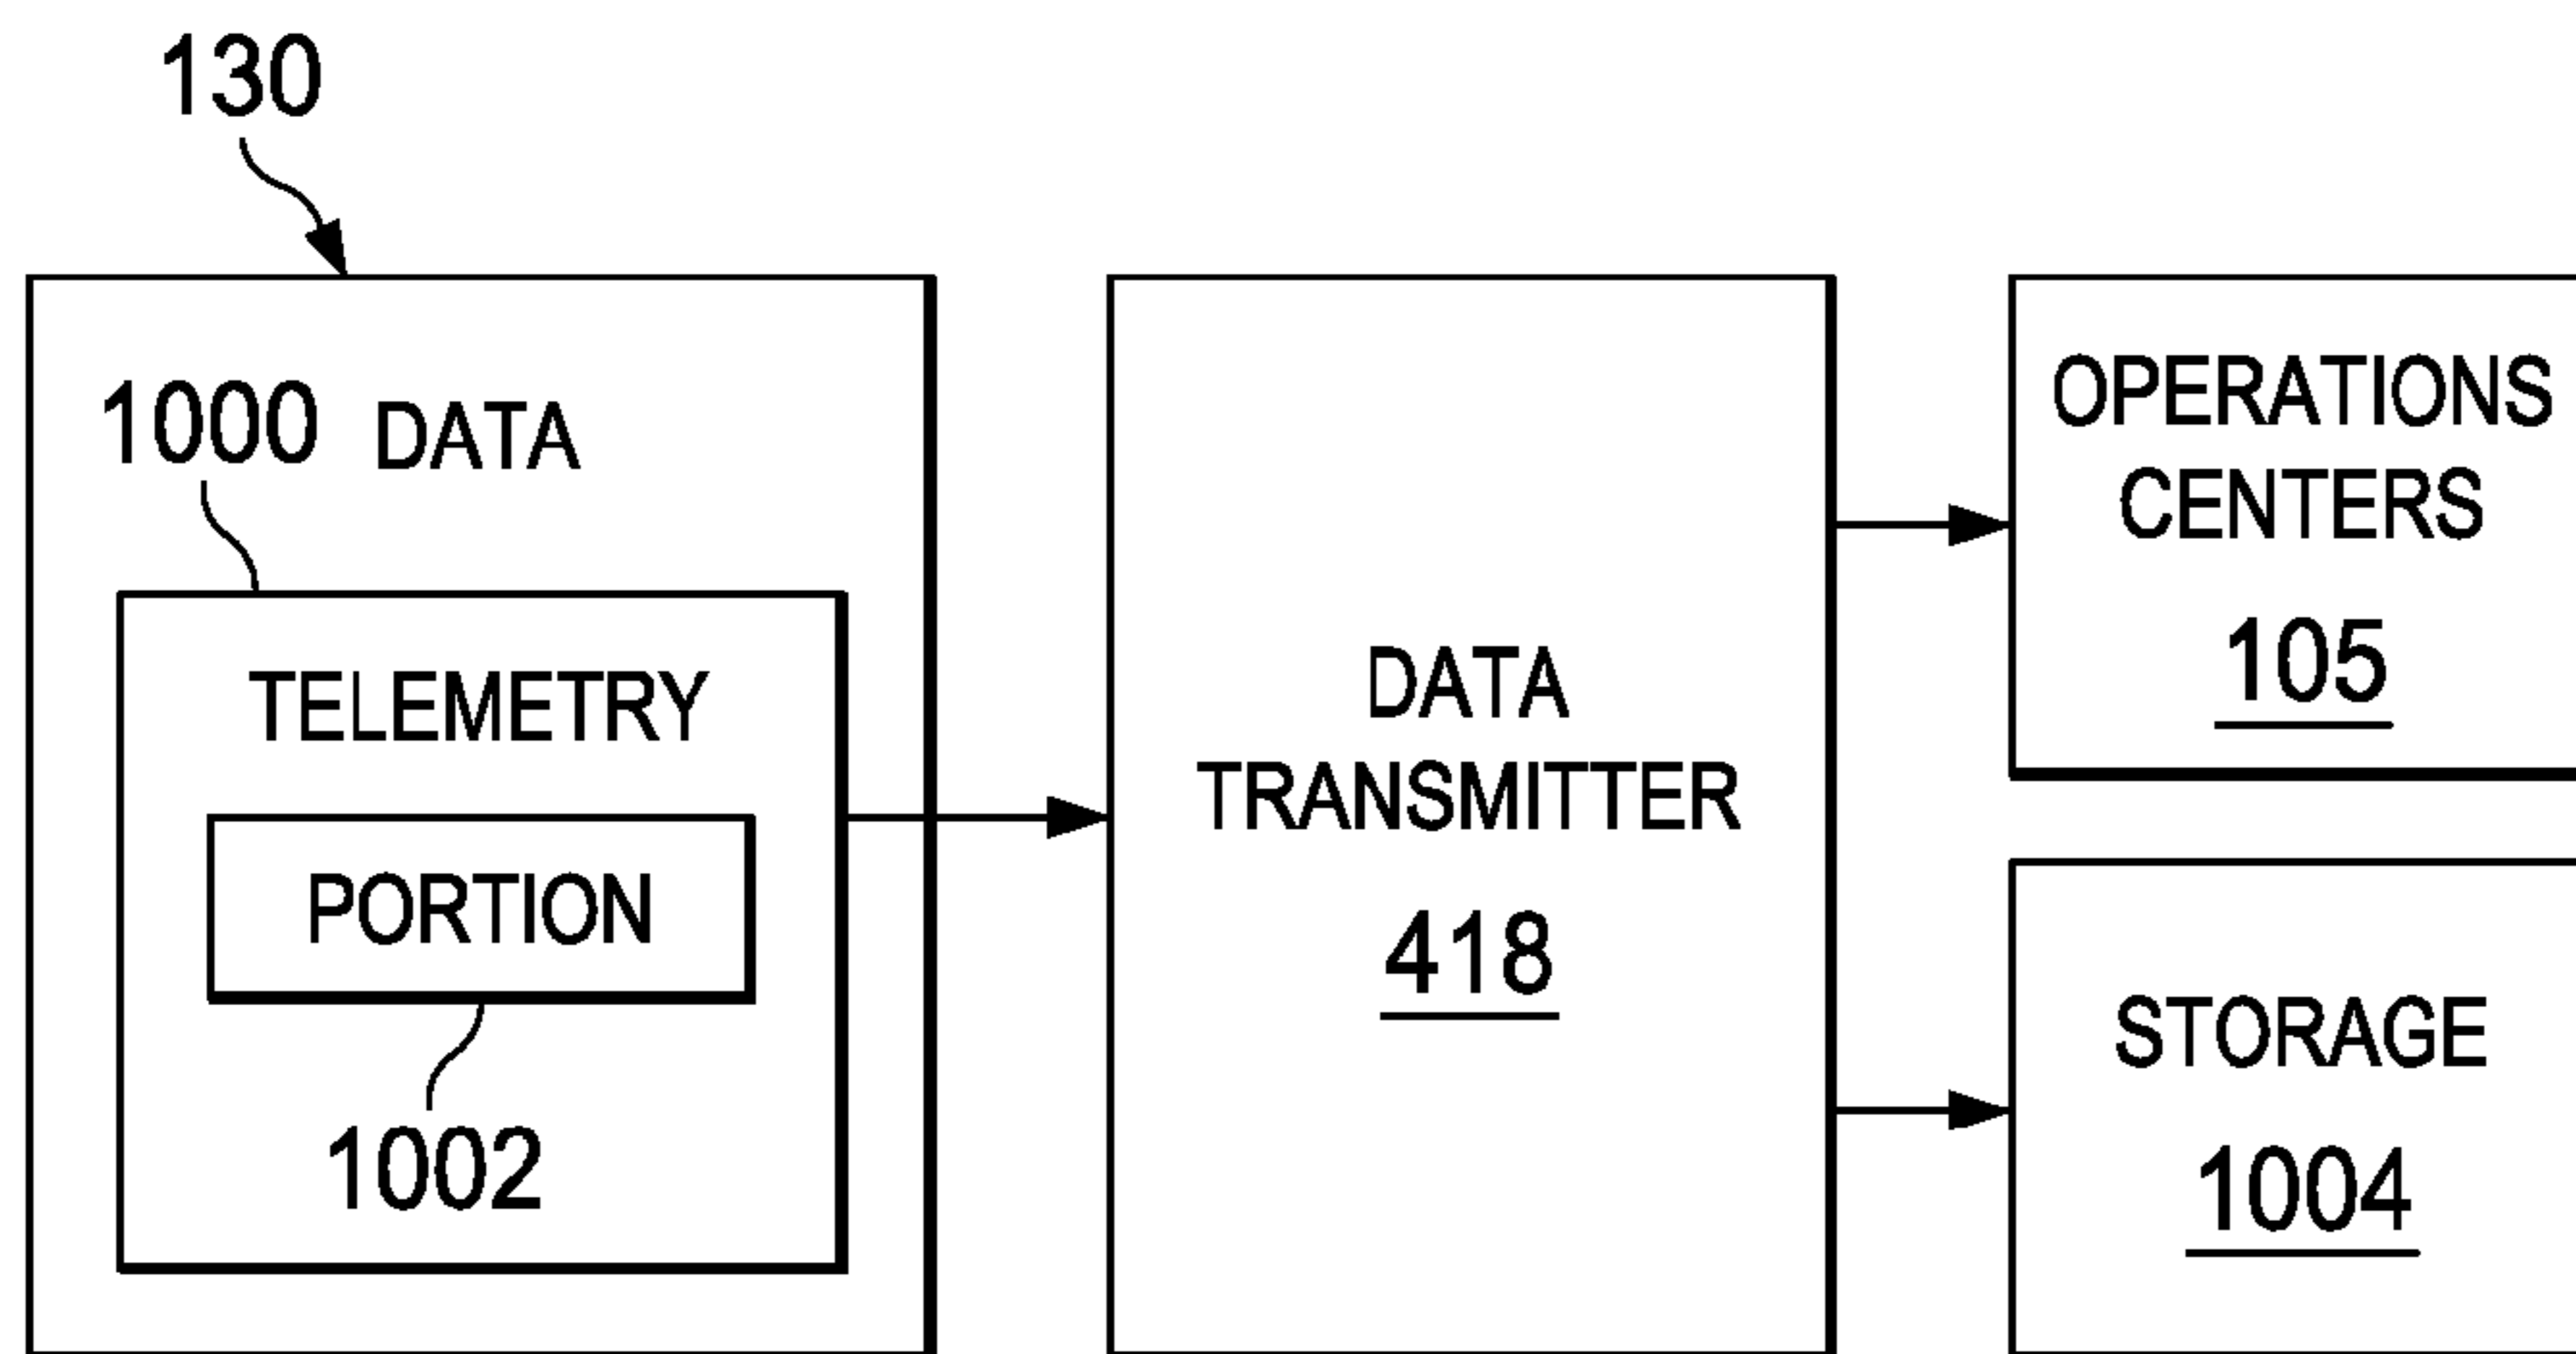 130
1000
DATA
TELEMETRY
PORTION
1002
DATA
TRANSMITTER
418
OPERATIONS
CENTERS
105
STORAGE
1004